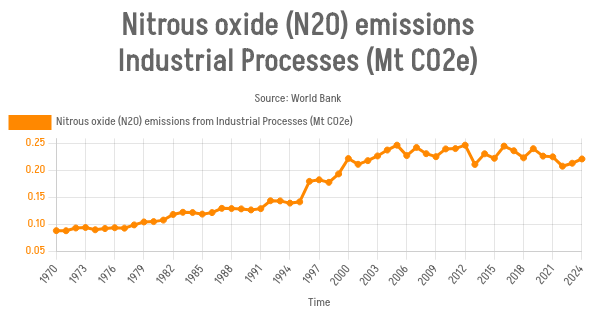 Nitrous oxide (N2O) emissions
Industrial Processes (Mt CO2e)
Source: World Bank
Nitrous oxide (N2O) emissions from Industrial Processes (Mt CO2e)
0.25
0.20
0.15
0.10
0.05
1970 1973 1976 1979 1982 1985 1988 1991 1994 1997 2000 2003 2006 2009 2012 2015 2018 2021 2024
Time